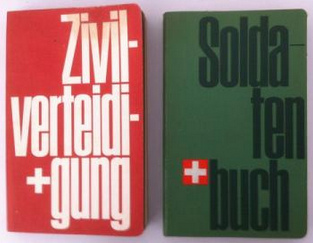 Zivil-
verteidi-
+gung
Solda-
ten
buch